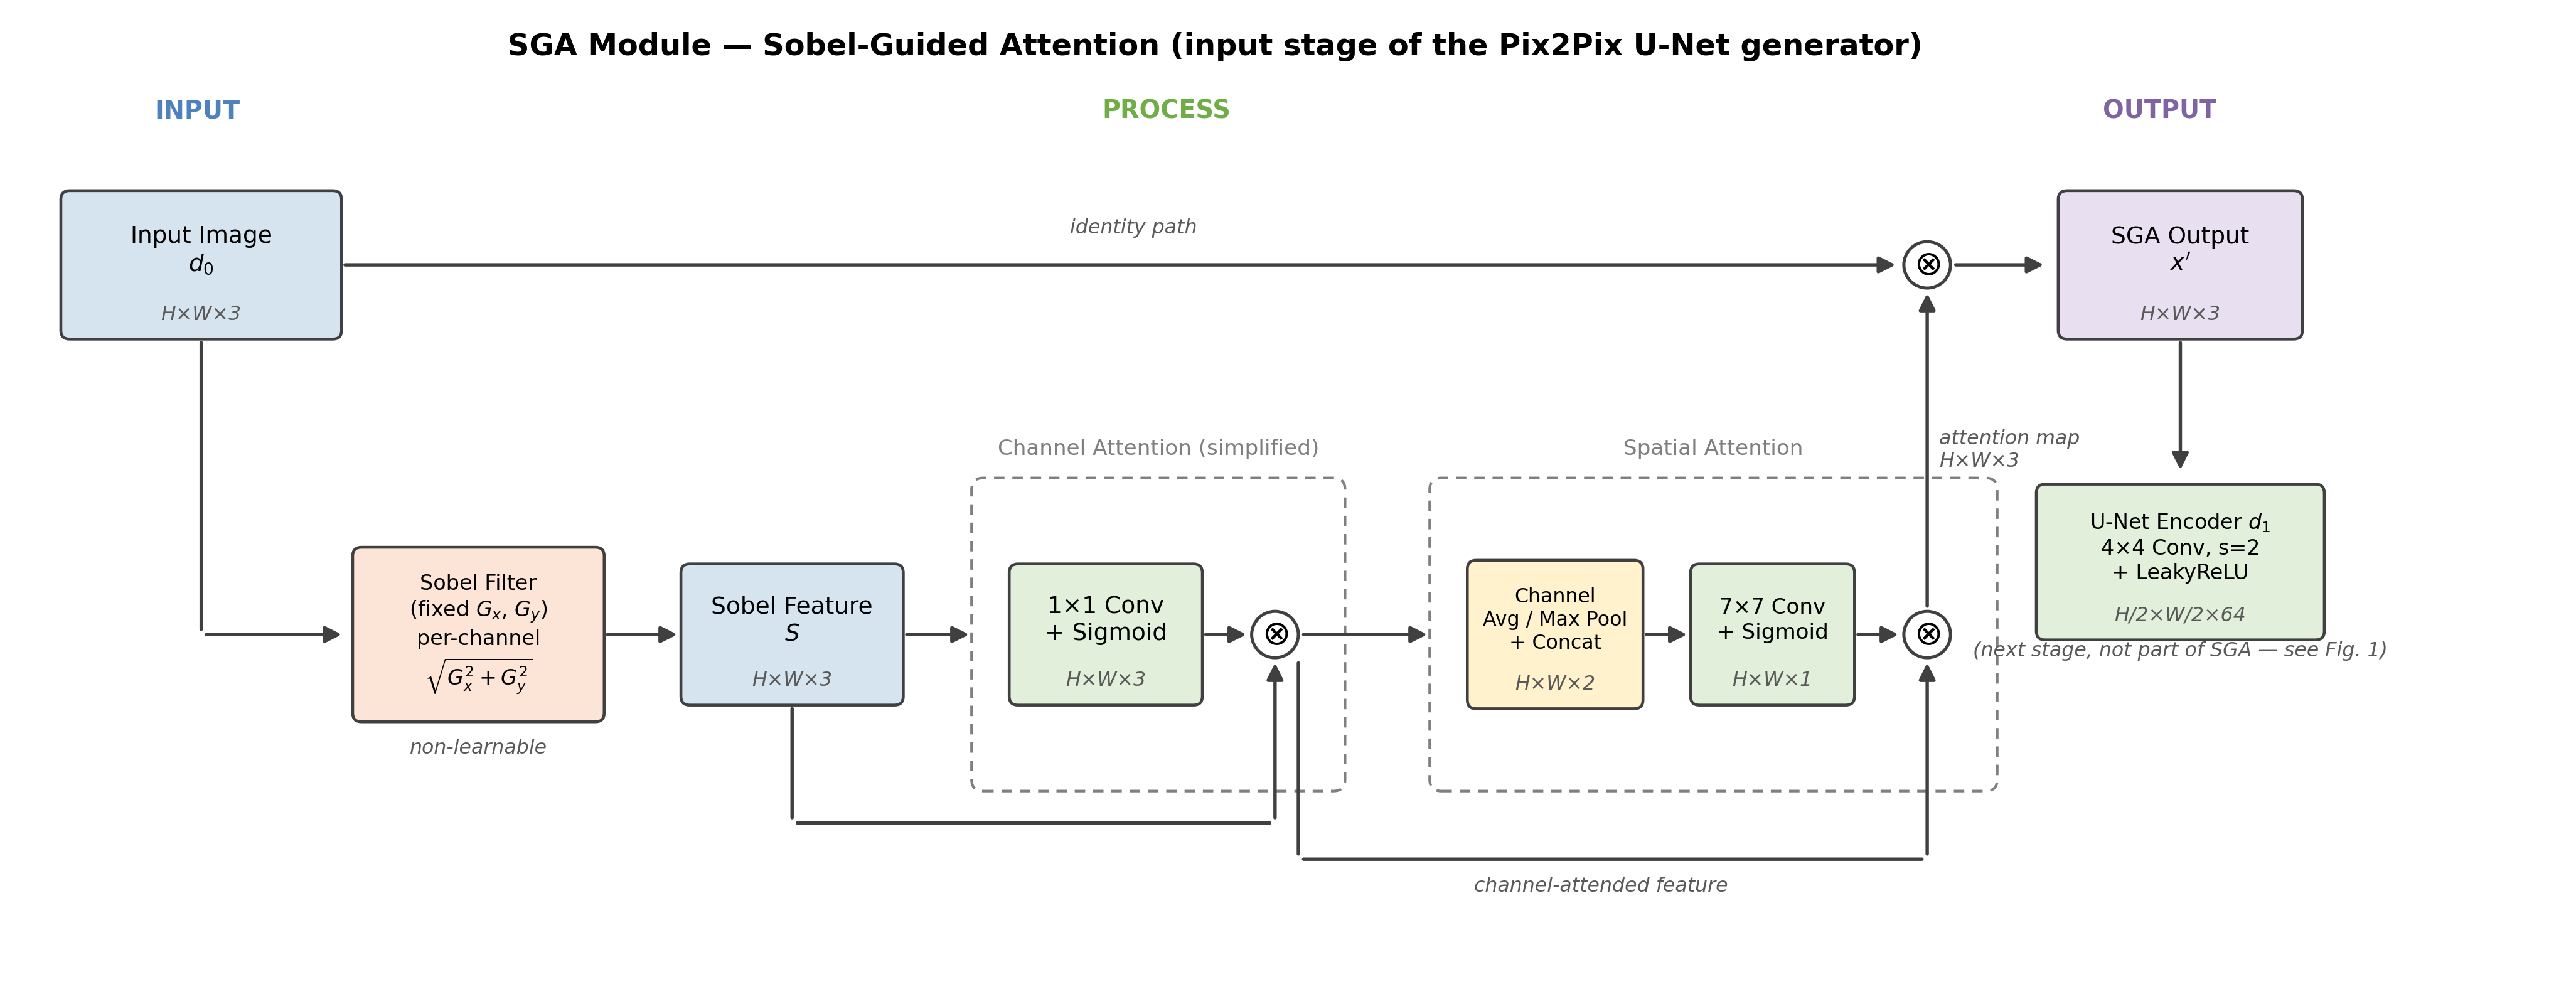 SGA Module — Sobel-Guided Attention (input stage of the Pix2Pix U-Net generator)
INPUT
PROCESS
OUTPUT
Input Image
d₀
H×W×3
identity path
⊗
SGA Output
x′
H×W×3
Channel Attention (simplified)
Spatial Attention
attention map
H×W×3
Sobel Filter
(fixed Gₓ, Gᵧ)
per-channel
√(Gₓ² + Gᵧ²)
non-learnable
Sobel Feature
S
H×W×3
1×1 Conv
+ Sigmoid
H×W×3
⊗
Channel
Avg / Max Pool
+ Concat
H×W×2
7×7 Conv
+ Sigmoid
H×W×1
⊗
U-Net Encoder d₁
4×4 Conv, s=2
+ LeakyReLU
H/2×W/2×64
(next stage, not part of SGA — see Fig. 1)
channel-attended feature